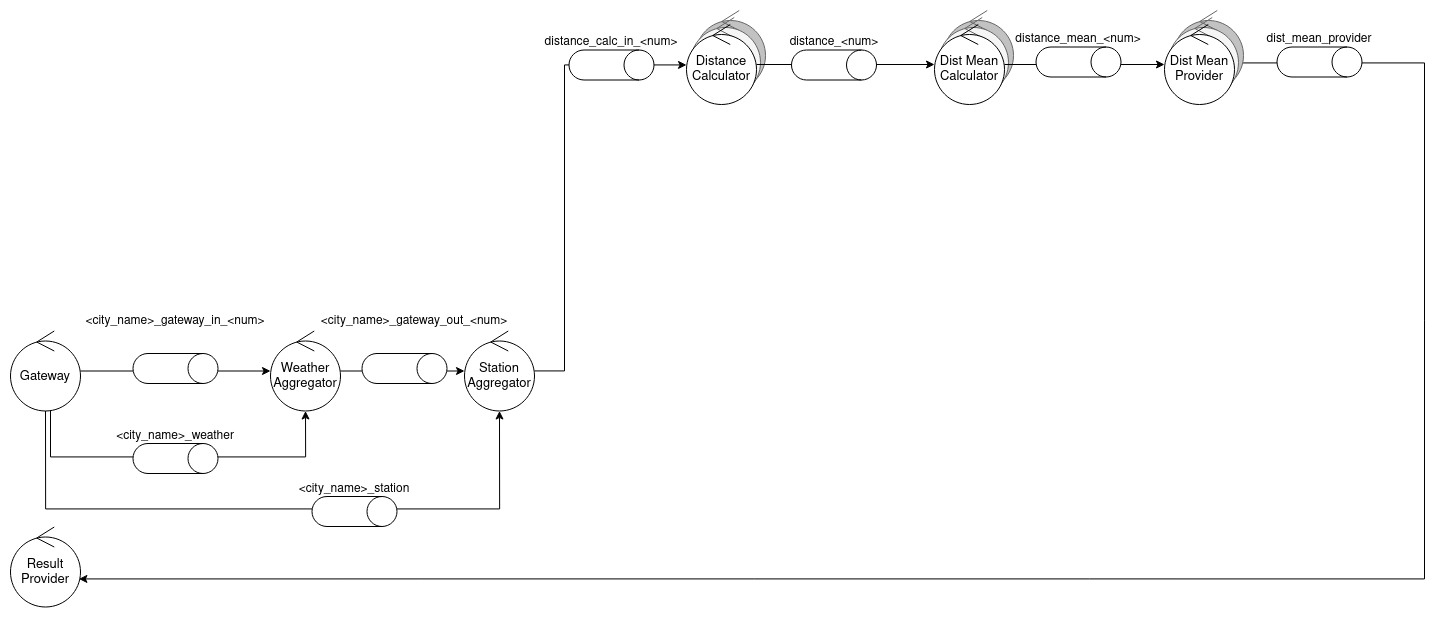 distance_calc_in_<num>
distance_<num>
distance_mean_<num>
dist_mean_provider
Distance
Calculator
Dist Mean
Calculator
Dist Mean
Provider
<city_name>_gateway_in_<num>
<city_name>_gateway_out_<num>
Gateway
Weather
Aggregator
Station
Aggregator
<city_name>_weather
<city_name>_station
Result
Provider